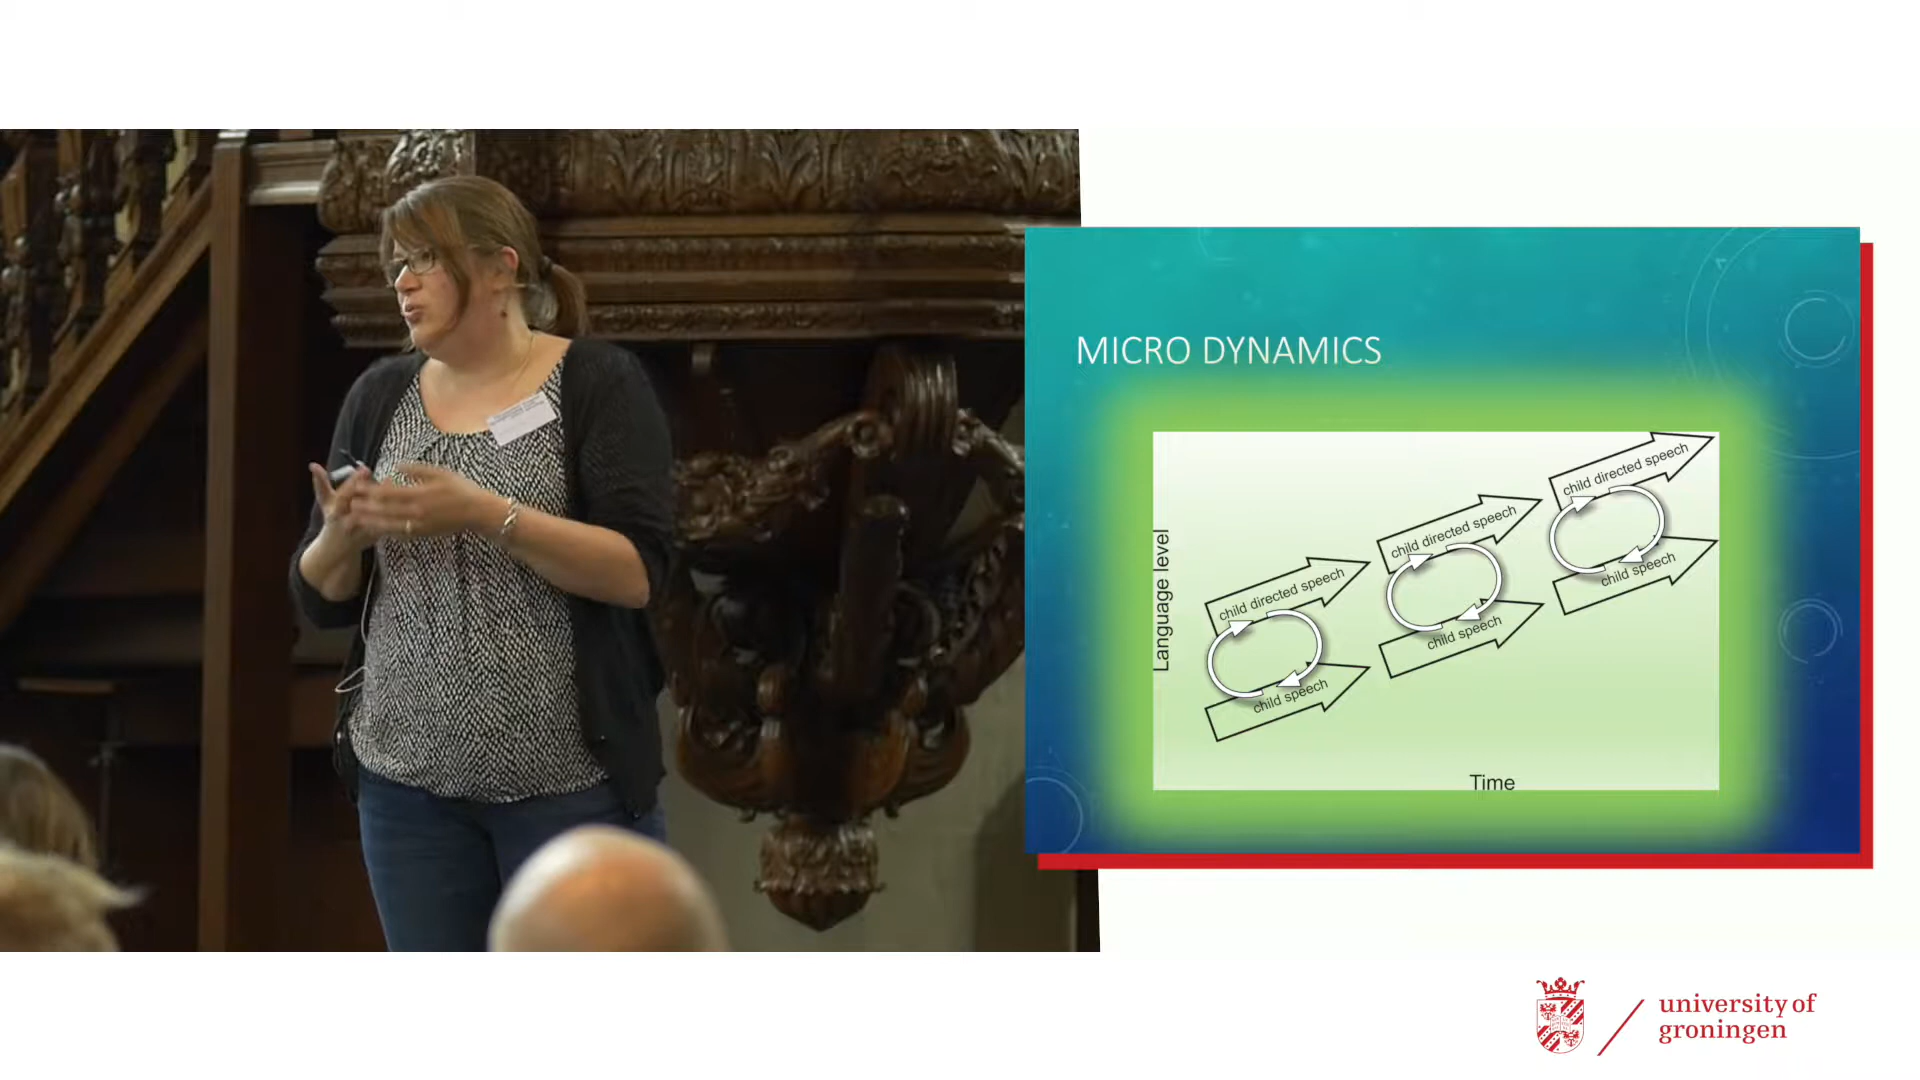 MICRO DYNAMICS
child directed speech
child directed speech
child directed speech
child speech
child speech
child speech
Language level
Time
university of
groningen